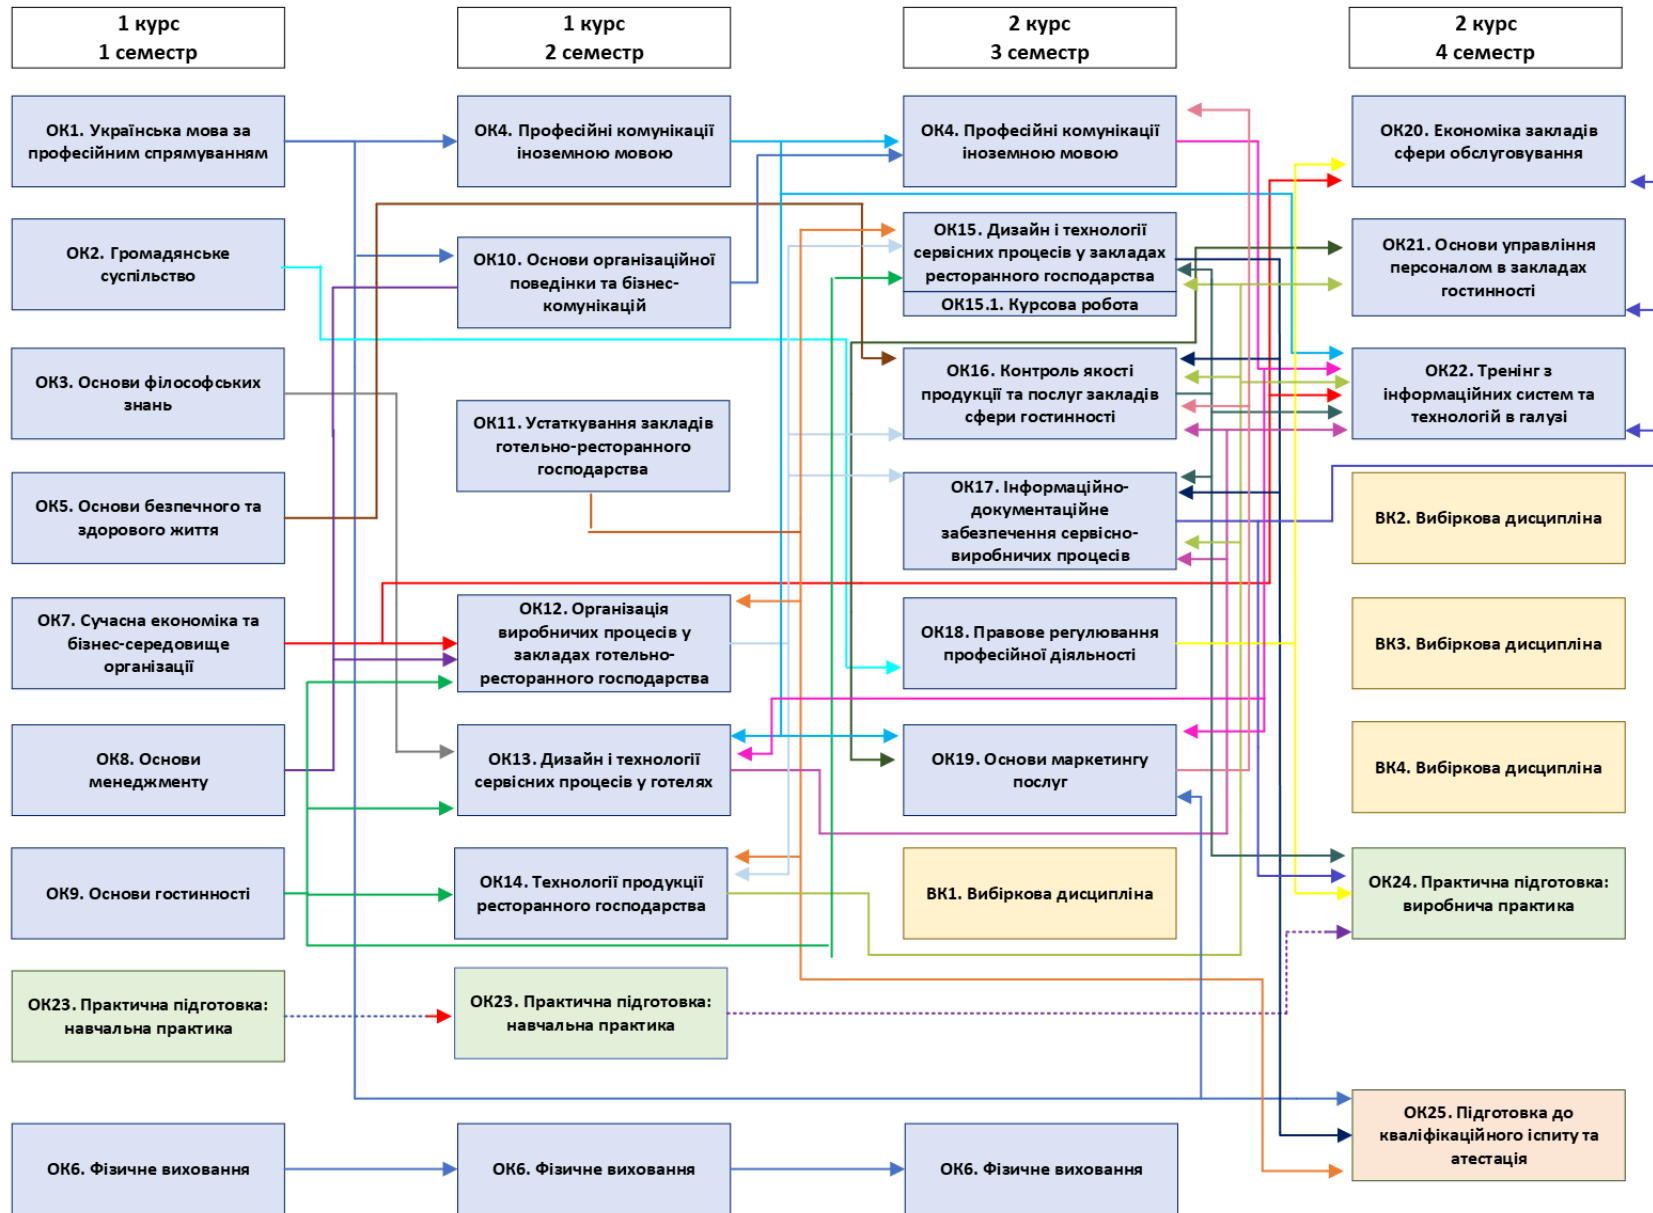 1 курс
1 семестр
1 курс
2 семестр
2 курс
3 семестр
2 курс
4 семестр
ОК1. Українська мова за
професійним спрямуванням
ОК4. Професійні комунікації
іноземною мовою
ОК4. Професійні комунікації
іноземною мовою
ОК20. Економіка закладів
сфери обслуговування
ОК2. Громадянське
суспільство
ОК10. Основи організаційної
поведінки та бізнес-
комунікацій
ОК15. Дизайн і технології
сервісних процесів у закладах
ресторанного господарства
ОК15.1. Курсова робота
ОК21. Основи управління
персоналом в закладах
гостинності
ОК3. Основи філософських
знань
ОК11. Устаткування закладів
готельно-ресторанного
господарства
ОК16. Контроль якості
продукції та послуг закладів
сфери гостинності
ОК22. Тренінг з
інформаційних систем та
технологій в галузі
ОК5. Основи безпечного та
здорового життя
ОК17. Інформаційно-
документаційне
забезпечення сервісно-
виробничих процесів
ВК2. Вибіркова дисципліна
ОК7. Сучасна економіка та
бізнес-середовище
організації
ОК12. Організація
виробничих процесів у
закладах готельно-
ресторанного господарства
ОК18. Правове регулювання
професійної діяльності
ВК3. Вибіркова дисципліна
ОК8. Основи
менеджменту
ОК13. Дизайн і технології
сервісних процесів у готелях
ОК19. Основи маркетингу
послуг
ВК4. Вибіркова дисципліна
ОК9. Основи гостинності
ОК14. Технології продукції
ресторанного господарства
ВК1. Вибіркова дисципліна
ОК24. Практична підготовка:
виробнича практика
ОК23. Практична підготовка:
навчальна практика
ОК23. Практична підготовка:
навчальна практика
ОК25. Підготовка до
кваліфікаційного іспиту та
атестація
ОК6. Фізичне виховання
ОК6. Фізичне виховання
ОК6. Фізичне виховання